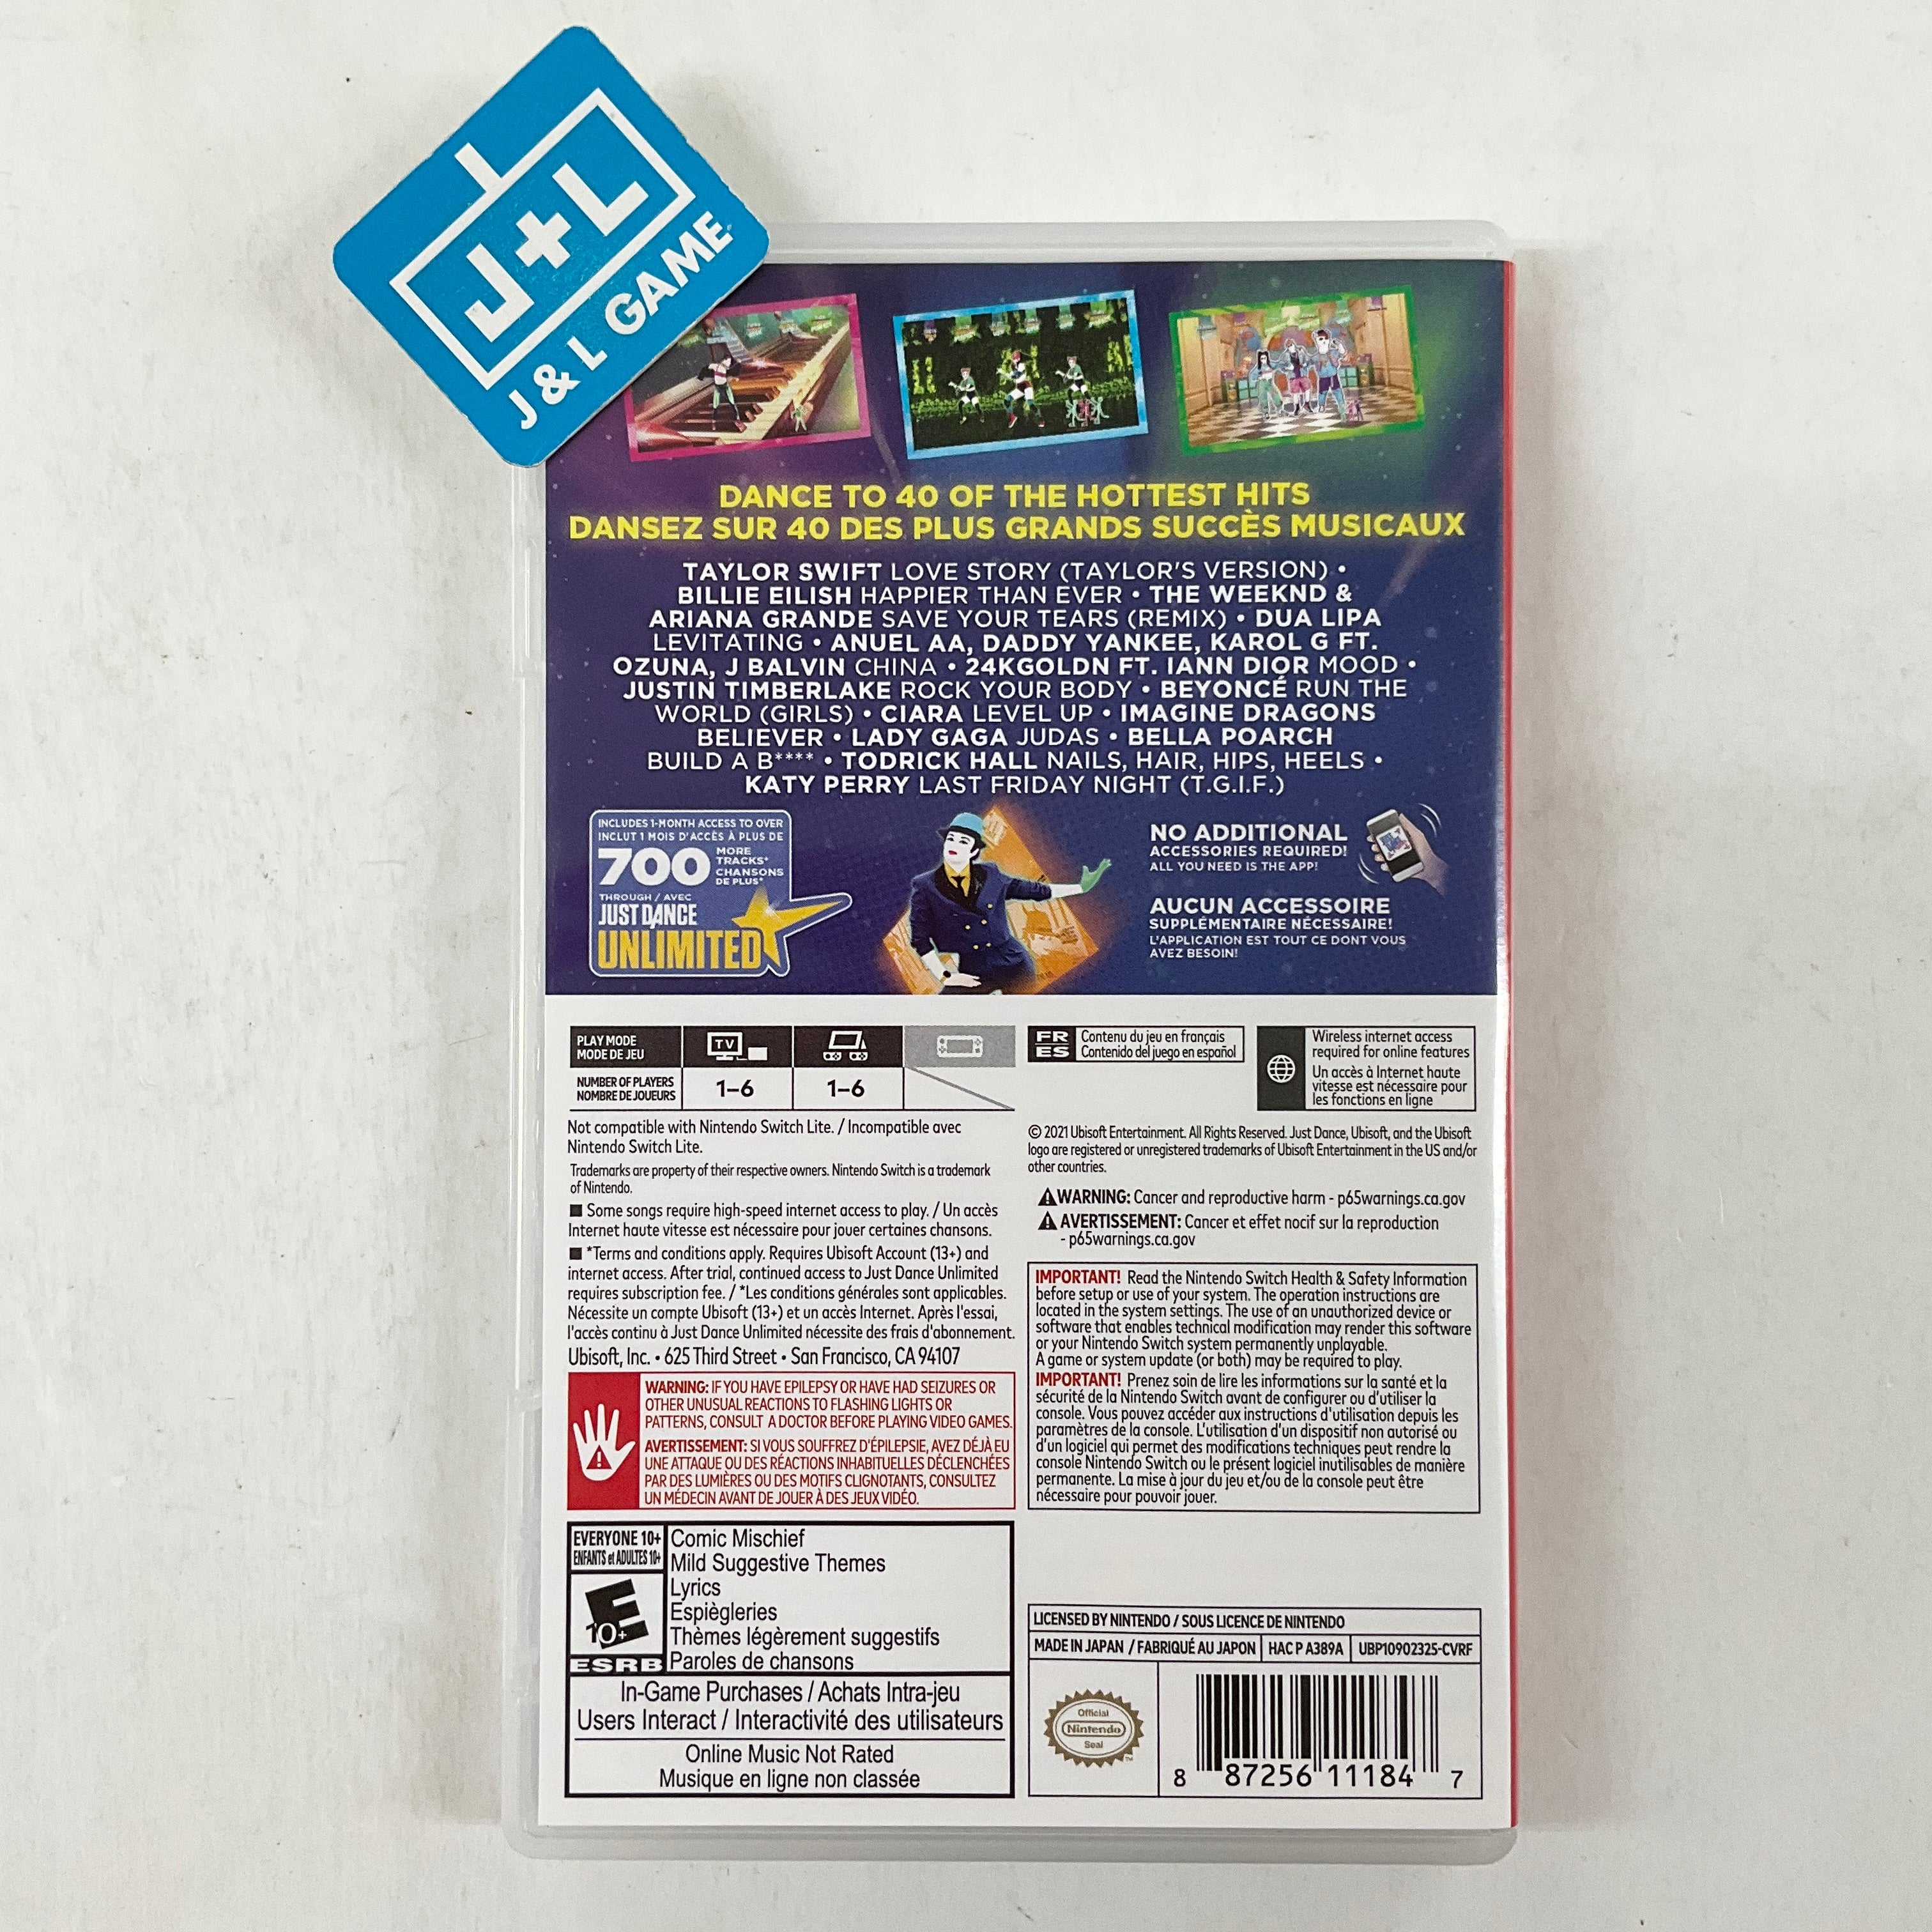 J+L
J & L GAME
DANCE TO 40 OF THE HOTTEST HITS
DANSEZ SUR 40 DES PLUS GRANDS SUCCÈS MUSICAUX
TAYLOR SWIFT LOVE STORY (TAYLOR'S VERSION) •
BILLIE EILISH HAPPIER THAN EVER • THE WEEKND &
ARIANA GRANDE SAVE YOUR TEARS (REMIX) • DUA LIPA
LEVITATING • ANUEL AA, DADDY YANKEE, KAROL G FT.
OZUNA, J BALVIN CHINA • 24KGOLDN FT. IANN DIOR MOOD •
JUSTIN TIMBERLAKE ROCK YOUR BODY • BEYONCÉ RUN THE
WORLD (GIRLS) • CIARA LEVEL UP • IMAGINE DRAGONS
BELIEVER • LADY GAGA JUDAS • BELLA POARCH
BUILD A B**** • TODRICK HALL NAILS, HAIR, HIPS, HEELS •
KATY PERRY LAST FRIDAY NIGHT (T.G.I.F.)
INCLUDES 1-MONTH ACCESS TO OVER
INCLUT 1 MOIS D'ACCÈS À PLUS DE
700 MORE TRACKS*
CHANSONS DE PLUS*
THROUGH / AVEC
JUST DANCE
UNLIMITED
NO ADDITIONAL
ACCESSORIES REQUIRED!
ALL YOU NEED IS THE APP!
AUCUN ACCESSOIRE
SUPPLÉMENTAIRE NÉCESSAIRE!
L'APPLICATION EST TOUT CE DONT VOUS
AVEZ BESOIN!
PLAY MODE
MODE DE JEU
TV
NUMBER OF PLAYERS
NOMBRE DE JOUEURS
1–6
1–6
FR
ES
Contenu du jeu en français
Contenido del juego en español
Wireless internet access
required for online features
Un accès à Internet haute
vitesse est nécessaire pour
les fonctions en ligne
Not compatible with Nintendo Switch Lite. / Incompatible avec
Nintendo Switch Lite.
Trademarks are property of their respective owners. Nintendo Switch is a trademark
of Nintendo.
■ Some songs require high-speed internet access to play. / Un accès
Internet haute vitesse est nécessaire pour jouer certaines chansons.
■ *Terms and conditions apply. Requires Ubisoft Account (13+) and
internet access. After trial, continued access to Just Dance Unlimited
requires subscription fee. / *Les conditions générales sont applicables.
Nécessite un compte Ubisoft (13+) et un accès Internet. Après l'essai,
l'accès continu à Just Dance Unlimited nécessite des frais d'abonnement.
Ubisoft, Inc. • 625 Third Street • San Francisco, CA 94107
© 2021 Ubisoft Entertainment. All Rights Reserved. Just Dance, Ubisoft, and the Ubisoft
logo are registered or unregistered trademarks of Ubisoft Entertainment in the US and/or
other countries.
WARNING: Cancer and reproductive harm - p65warnings.ca.gov
AVERTISSEMENT: Cancer et effet nocif sur la reproduction
- p65warnings.ca.gov
WARNING: IF YOU HAVE EPILEPSY OR HAVE HAD SEIZURES OR
OTHER UNUSUAL REACTIONS TO FLASHING LIGHTS OR
PATTERNS, CONSULT A DOCTOR BEFORE PLAYING VIDEO GAMES.
AVERTISSEMENT: SI VOUS SOUFFREZ D'ÉPILEPSIE, AVEZ DÉJÀ EU
UNE ATTAQUE OU DES RÉACTIONS INHABITUELLES DÉCLENCHÉES
PAR DES LUMIÈRES OU DES MOTIFS CLIGNOTANTS, CONSULTEZ
UN MÉDECIN AVANT DE JOUER À DES JEUX VIDÉO.
IMPORTANT! Read the Nintendo Switch Health & Safety Information
before setup or use of your system. The operation instructions are
located in the system settings. The use of an unauthorized device or
software that enables technical modification may render this software
or your Nintendo Switch system permanently unplayable.
A game or system update (or both) may be required to play.
IMPORTANT! Prenez soin de lire les informations sur la santé et la
sécurité de la Nintendo Switch avant de configurer ou d'utiliser la
console. Vous pouvez accéder aux instructions d'utilisation depuis les
paramètres de la console. L'utilisation d'un dispositif non autorisé ou
d'un logiciel qui permet des modifications techniques peut rendre la
console Nintendo Switch ou le présent logiciel inutilisables de manière
permanente. La mise à jour du jeu et/ou de la console peut être
nécessaire pour pouvoir jouer.
EVERYONE 10+
ENFANTS et ADULTES 10+
E
10+
ESRB
Comic Mischief
Mild Suggestive Themes
Lyrics
Espiègleries
Thèmes légèrement suggestifs
Paroles de chansons
In-Game Purchases / Achats Intra-jeu
Users Interact / Interactivité des utilisateurs
Online Music Not Rated
Musique en ligne non classée
LICENSED BY NINTENDO / SOUS LICENCE DE NINTENDO
MADE IN JAPAN / FABRIQUÉ AU JAPON
HAC P A389A
UBP10902325-CVRF
Official
Nintendo
Seal
TM
8 87256 11184 7